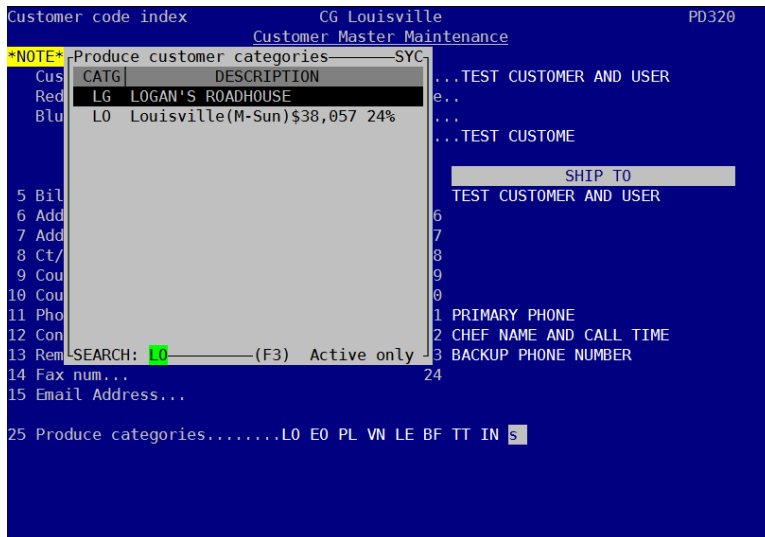 Customer code index CG Louisville PD320
Customer Master Maintenance
*NOTE* Produce customer categories SYC
Cus CATG DESCRIPTION ...TEST CUSTOMER AND USER
Red LG LOGAN'S ROADHOUSE e..
Blu LO Louisville(M-Sun)$38,057 24% ...
...TEST CUSTOME
SHIP TO
5 Bil TEST CUSTOMER AND USER
6 Add 6
7 Add 7
8 Ct/ 8
9 Cou 9
10 Cou 0
11 Pho 1 PRIMARY PHONE
12 Con 2 CHEF NAME AND CALL TIME
13 Rem SEARCH: LO (F3) Active only 3 BACKUP PHONE NUMBER
14 Fax num... 24
15 Email Address...
25 Produce categories........LO EO PL VN LE BF TT IN s